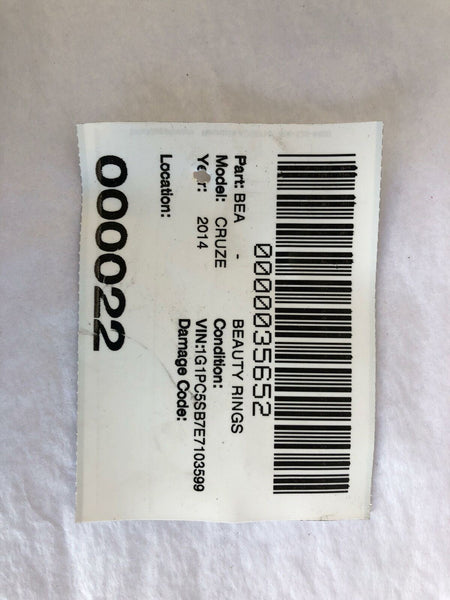 0000035652
Part: BEA - BEAUTY RINGS
Model: CRUZE Condition:
Year: 2014 VIN:1G1PC5SB7E7103599
Damage Code:
Location:
000022